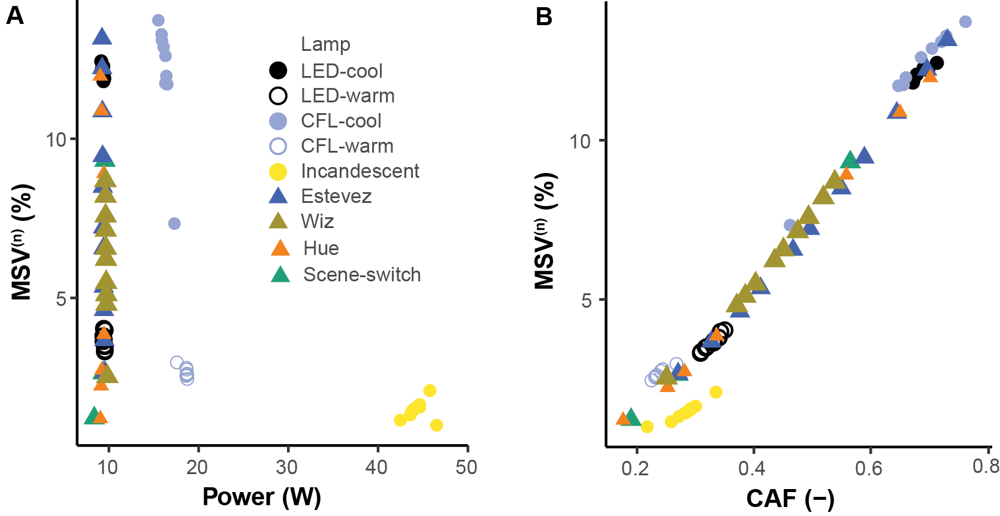 A
MSV(n) (%)
10
5
Lamp
LED-cool
LED-warm
CFL-cool
CFL-warm
Incandescent
Estevez
Wiz
Hue
Scene-switch
10 20 30 40 50
Power (W)
B
MSV(n) (%)
10
5
0.2 0.4 0.6 0.8
CAF (−)